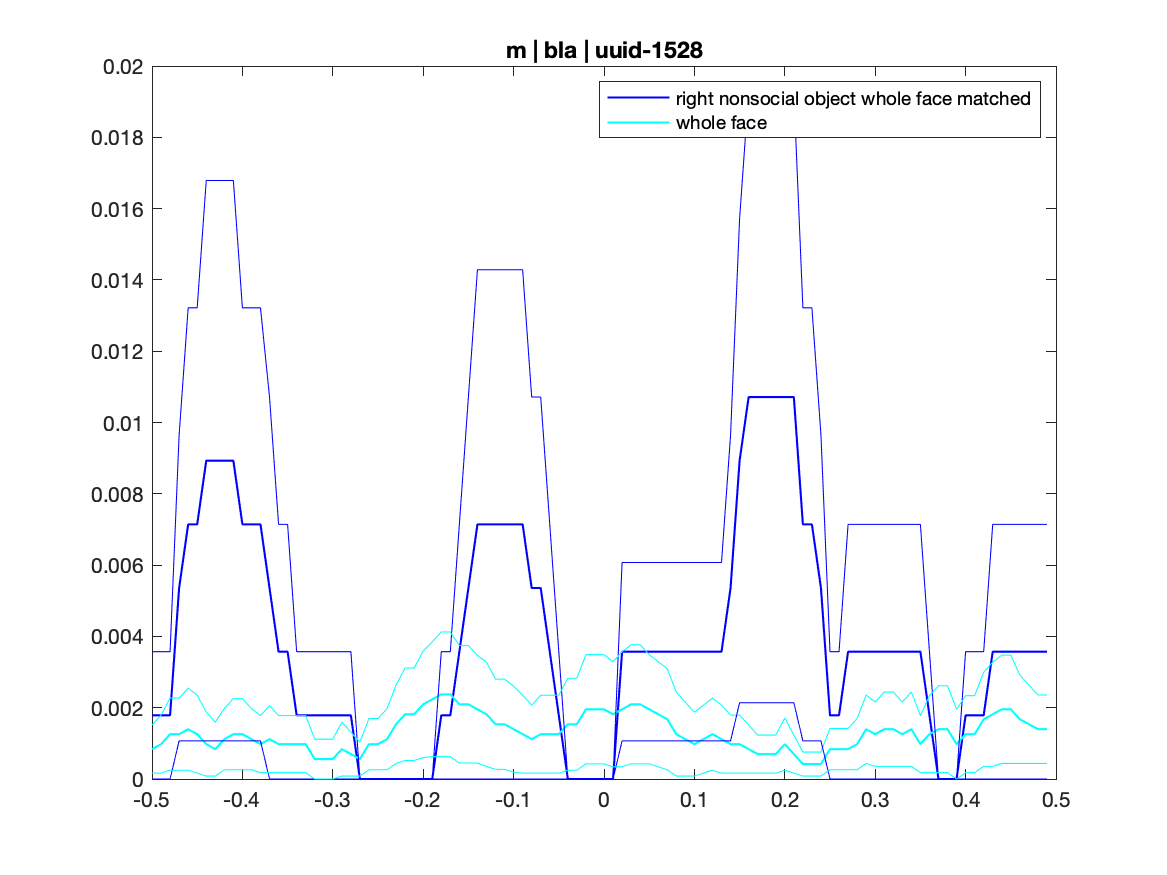 m | bla | uuid-1528
right nonsocial object whole face matched
whole face
0.02
0.018
0.016
0.014
0.012
0.01
0.008
0.006
0.004
0.002
0
-0.5 -0.4 -0.3 -0.2 -0.1 0 0.1 0.2 0.3 0.4 0.5